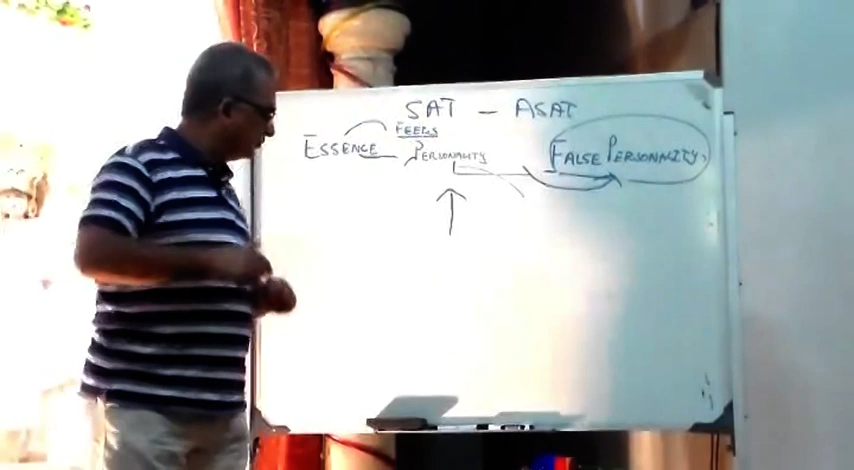 SAT - ASAT
FEELS
ESSENCE - PERSONALITY FALSE PERSONALITY